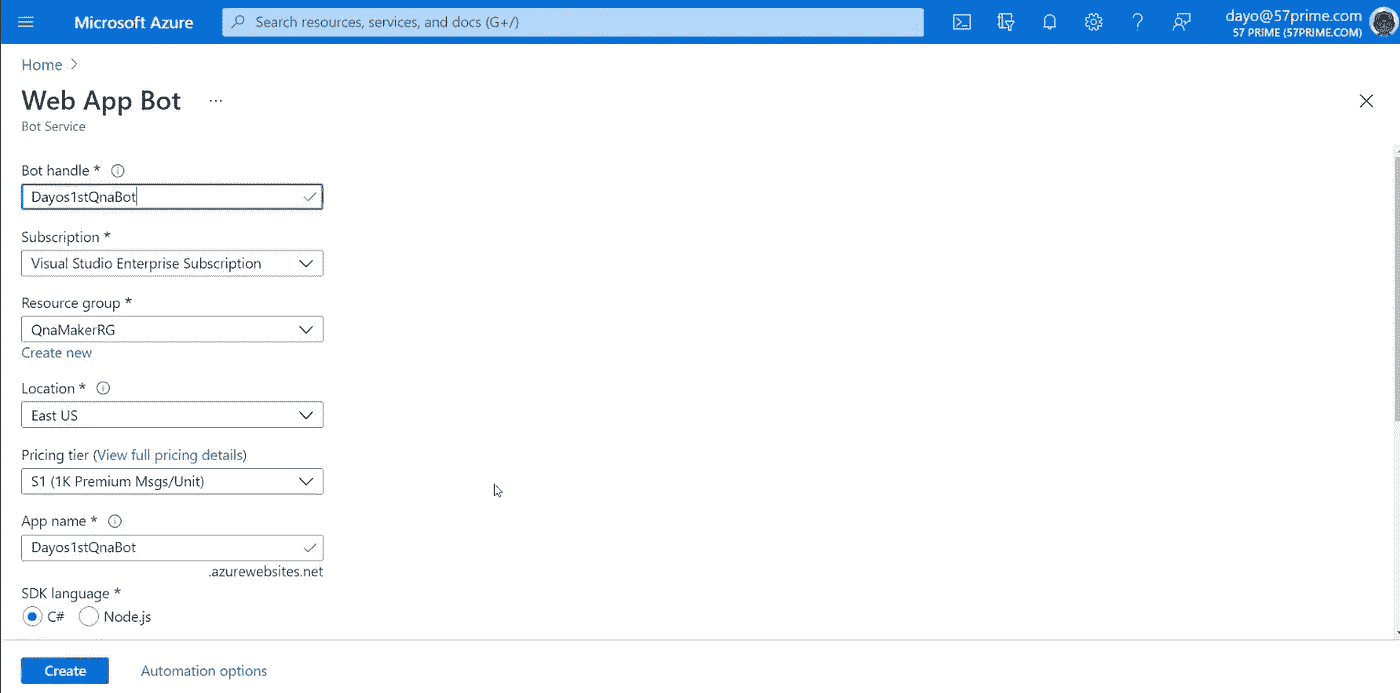 Microsoft Azure
Search resources, services, and docs (G+/)
dayo@57prime.com
57 PRIME (57PRIME.COM)
Home
Web App Bot
Bot Service
Bot handle *
Dayos1stQnaBot
Subscription *
Visual Studio Enterprise Subscription
Resource group *
QnaMakerRG
Create new
Location *
East US
Pricing tier (View full pricing details)
S1 (1K Premium Msgs/Unit)
App name *
Dayos1stQnaBot
.azurewebsites.net
SDK language *
C# Node.js
Create Automation options